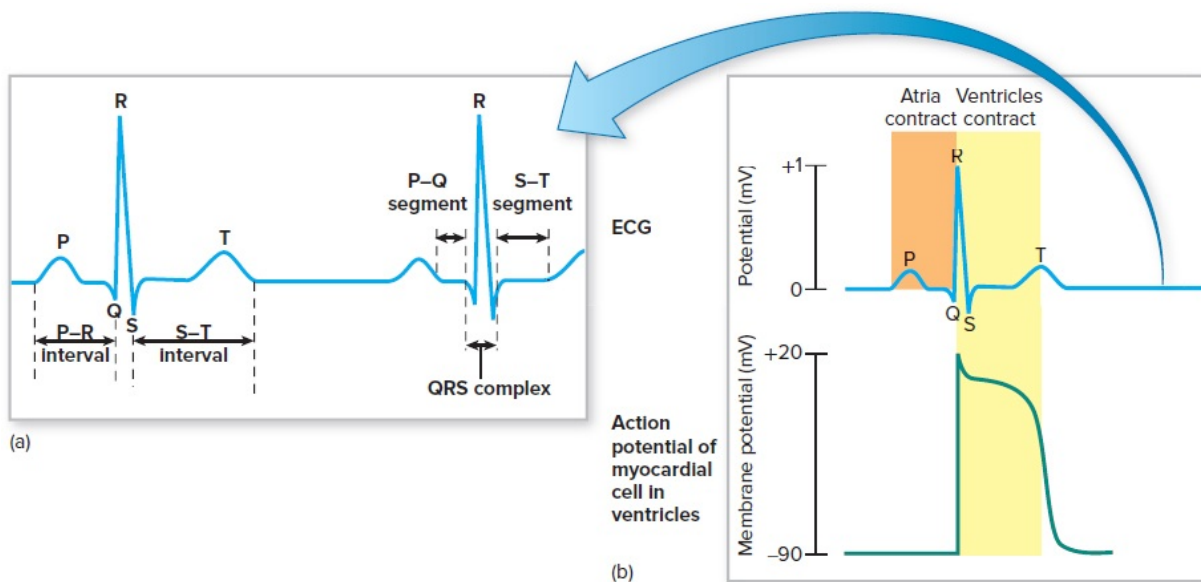 R
P
T
Q
S
P–R
interval
S–T
interval
R
P–Q
segment
S–T
segment
QRS complex
(a)
ECG
Action
potential of
myocardial
cell in
ventricles
Atria
contract
Ventricles
contract
Potential (mV)
+1
0
R
P
T
Q
S
Membrane potential (mV)
+20
–90
(b)